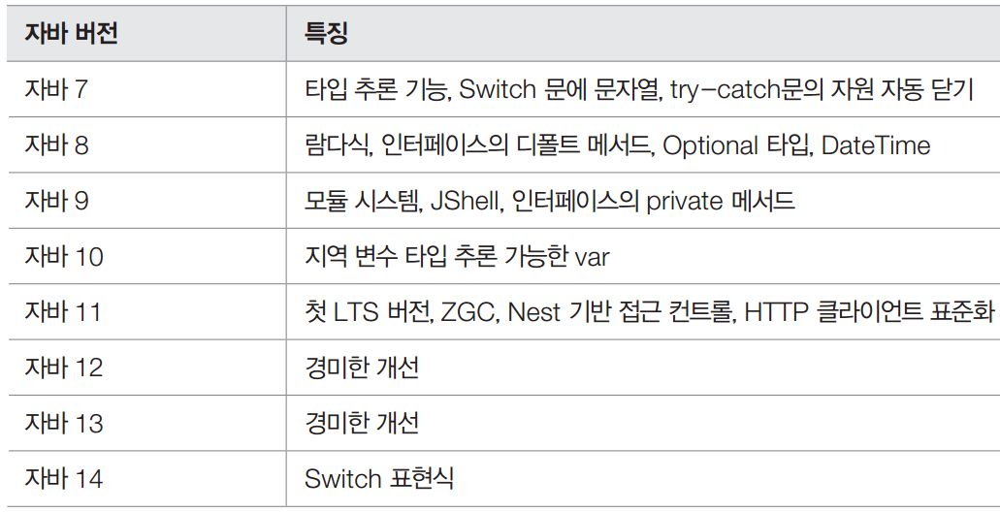 자바 버전 특징
자바 7 타입 추론 기능, Switch 문에 문자열, try-catch문의 자원 자동 닫기
자바 8 람다식, 인터페이스의 디폴트 메서드, Optional 타입, DateTime
자바 9 모듈 시스템, JShell, 인터페이스의 private 메서드
자바 10 지역 변수 타입 추론 가능한 var
자바 11 첫 LTS 버전, ZGC, Nest 기반 접근 컨트롤, HTTP 클라이언트 표준화
자바 12 경미한 개선
자바 13 경미한 개선
자바 14 Switch 표현식